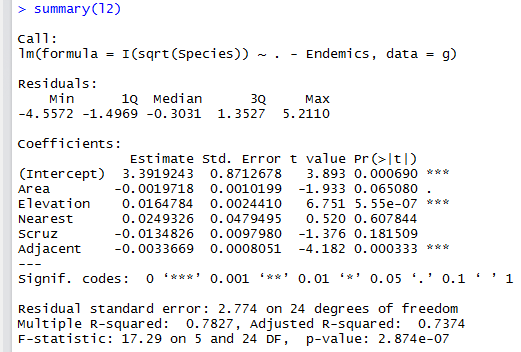 > summary(l2)

Call:
lm(formula = I(sqrt(Species)) ~ . - Endemics, data = g)

Residuals:
    Min      1Q  Median      3Q     Max
-4.5572 -1.4969 -0.3031  1.3527  5.2110

Coefficients:
              Estimate Std. Error t value Pr(>|t|)
(Intercept)  3.3919243  0.8712678   3.893 0.000690 ***
Area        -0.0019718  0.0010199  -1.933 0.065080 .
Elevation    0.0164784  0.0024410   6.751 5.55e-07 ***
Nearest      0.0249326  0.0479495   0.520 0.607844
Scruz       -0.0134826  0.0097980  -1.376 0.181509
Adjacent    -0.0033669  0.0008051  -4.182 0.000333 ***
---
Signif. codes:  0 ‘***’ 0.001 ‘**’ 0.01 ‘*’ 0.05 ‘.’ 0.1 ‘ ’ 1

Residual standard error: 2.774 on 24 degrees of freedom
Multiple R-squared:  0.7827, Adjusted R-squared:  0.7374
F-statistic: 17.29 on 5 and 24 DF,  p-value: 2.874e-07